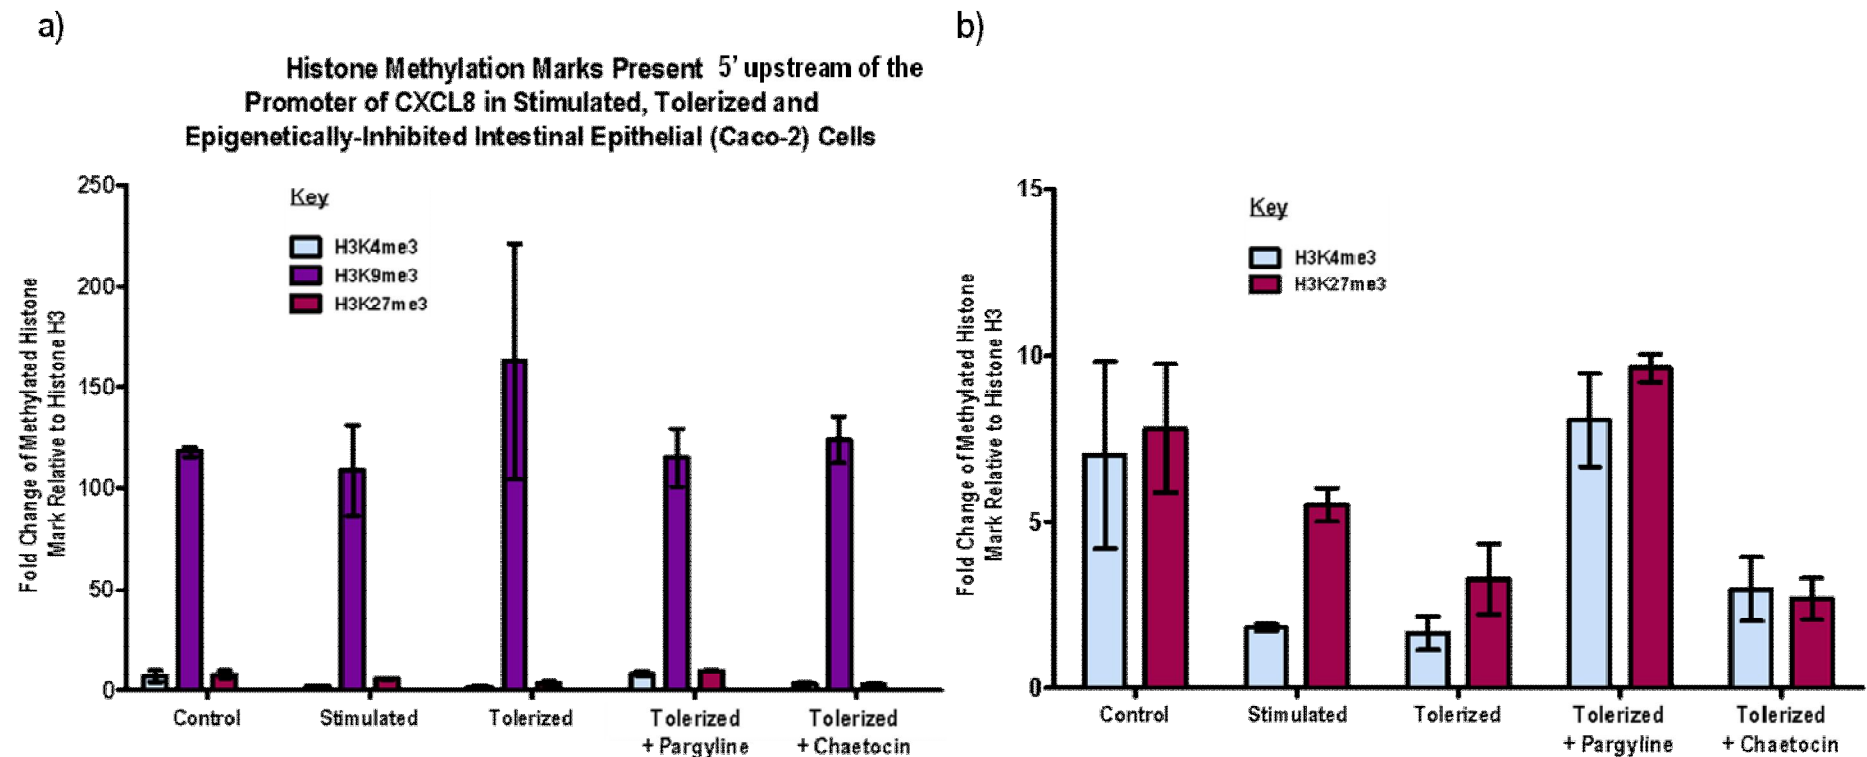 a)
Histone Methylation Marks Present 5' upstream of the
Promoter of CXCL8 in Stimulated, Tolerized and
Epigenetically-Inhibited Intestinal Epithelial (Caco-2) Cells
Fold Change of Methylated Histone
Mark Relative to Histone H3
250
200
150
100
50
0
Key
H3K4me3
H3K9me3
H3K27me3
Control
Stimulated
Tolerized
Tolerized
+ Pargyline
Tolerized
+ Chaetocin
b)
Fold Change of Methylated Histone
Mark Relative to Histone H3
15
10
5
0
Key
H3K4me3
H3K27me3
Control
Stimulated
Tolerized
Tolerized
+ Pargyline
Tolerized
+ Chaetocin